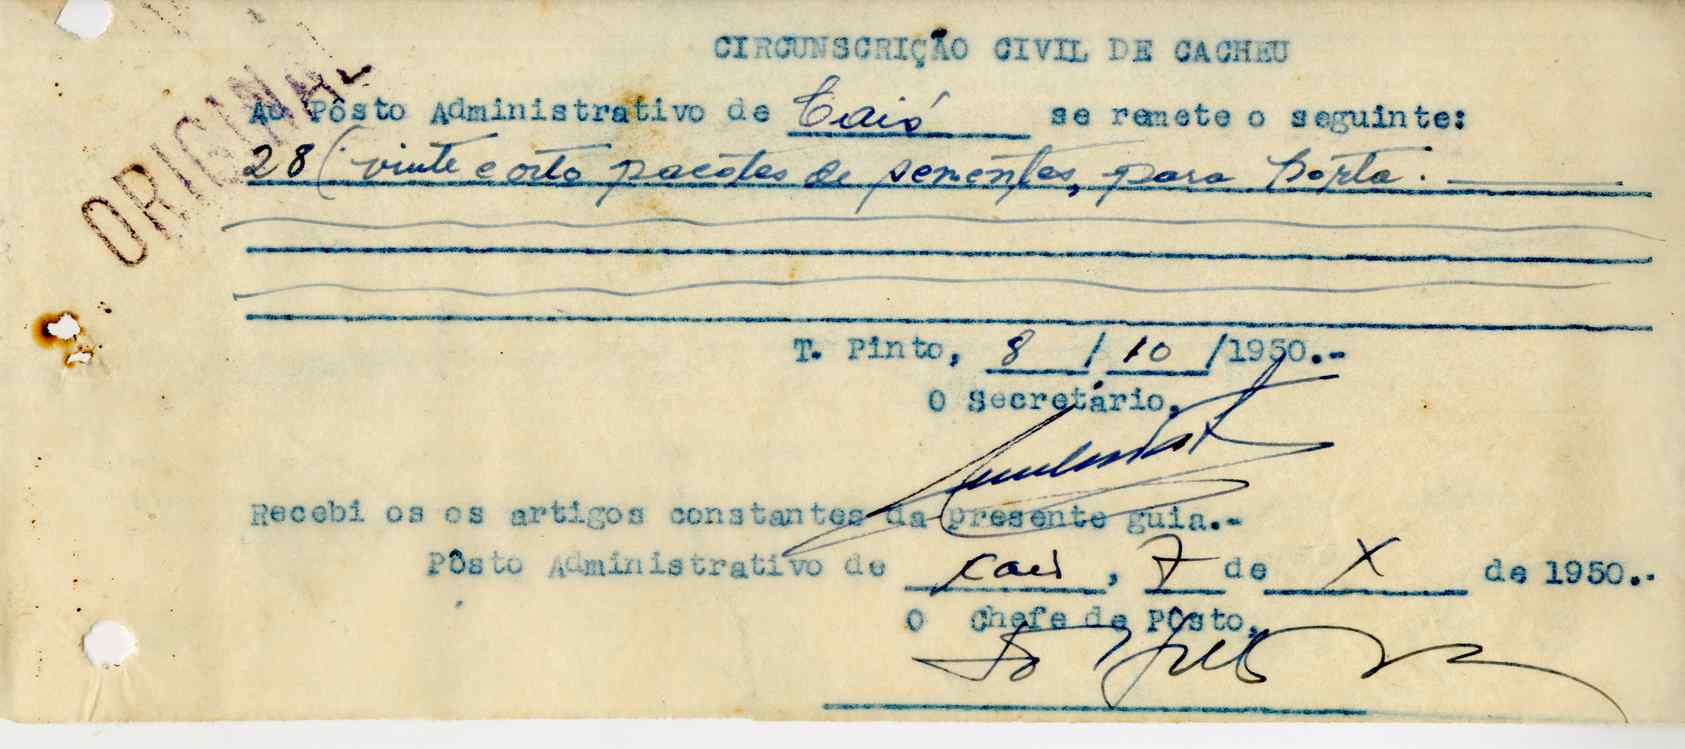 ORIGINAL
CIRCUNSCRIÇÃO CIVIL DE CACHEU
Ao Pôsto Administrativo de Caió se remete o seguinte:
28 (vinte e oito pacótes de sementes, para hórta.
T. Pinto, 8 / 10 /1950.-
O Secretário,
Recebi os os artigos constantes da presente guia.-
Pôsto Administrativo de Caió, 7 de X de 1950.-
O Chefe de Pôsto,